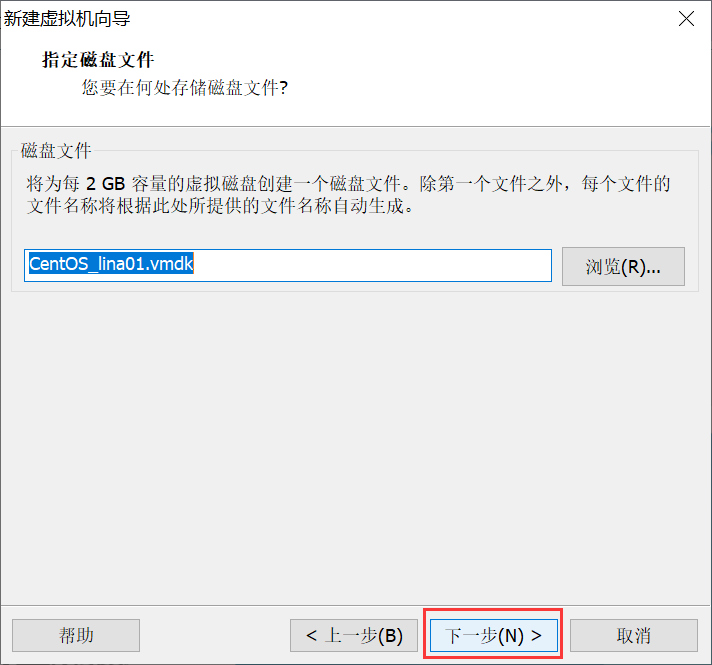 新建虚拟机向导
指定磁盘文件
您要在何处存储磁盘文件?
磁盘文件
将为每 2 GB 容量的虚拟磁盘创建一个磁盘文件。除第一个文件之外，每个文件的
文件名称将根据此处所提供的文件名称自动生成。
CentOS_lina01.vmdk
浏览(R)...
帮助
< 上一步(B)
下一步(N) >
取消